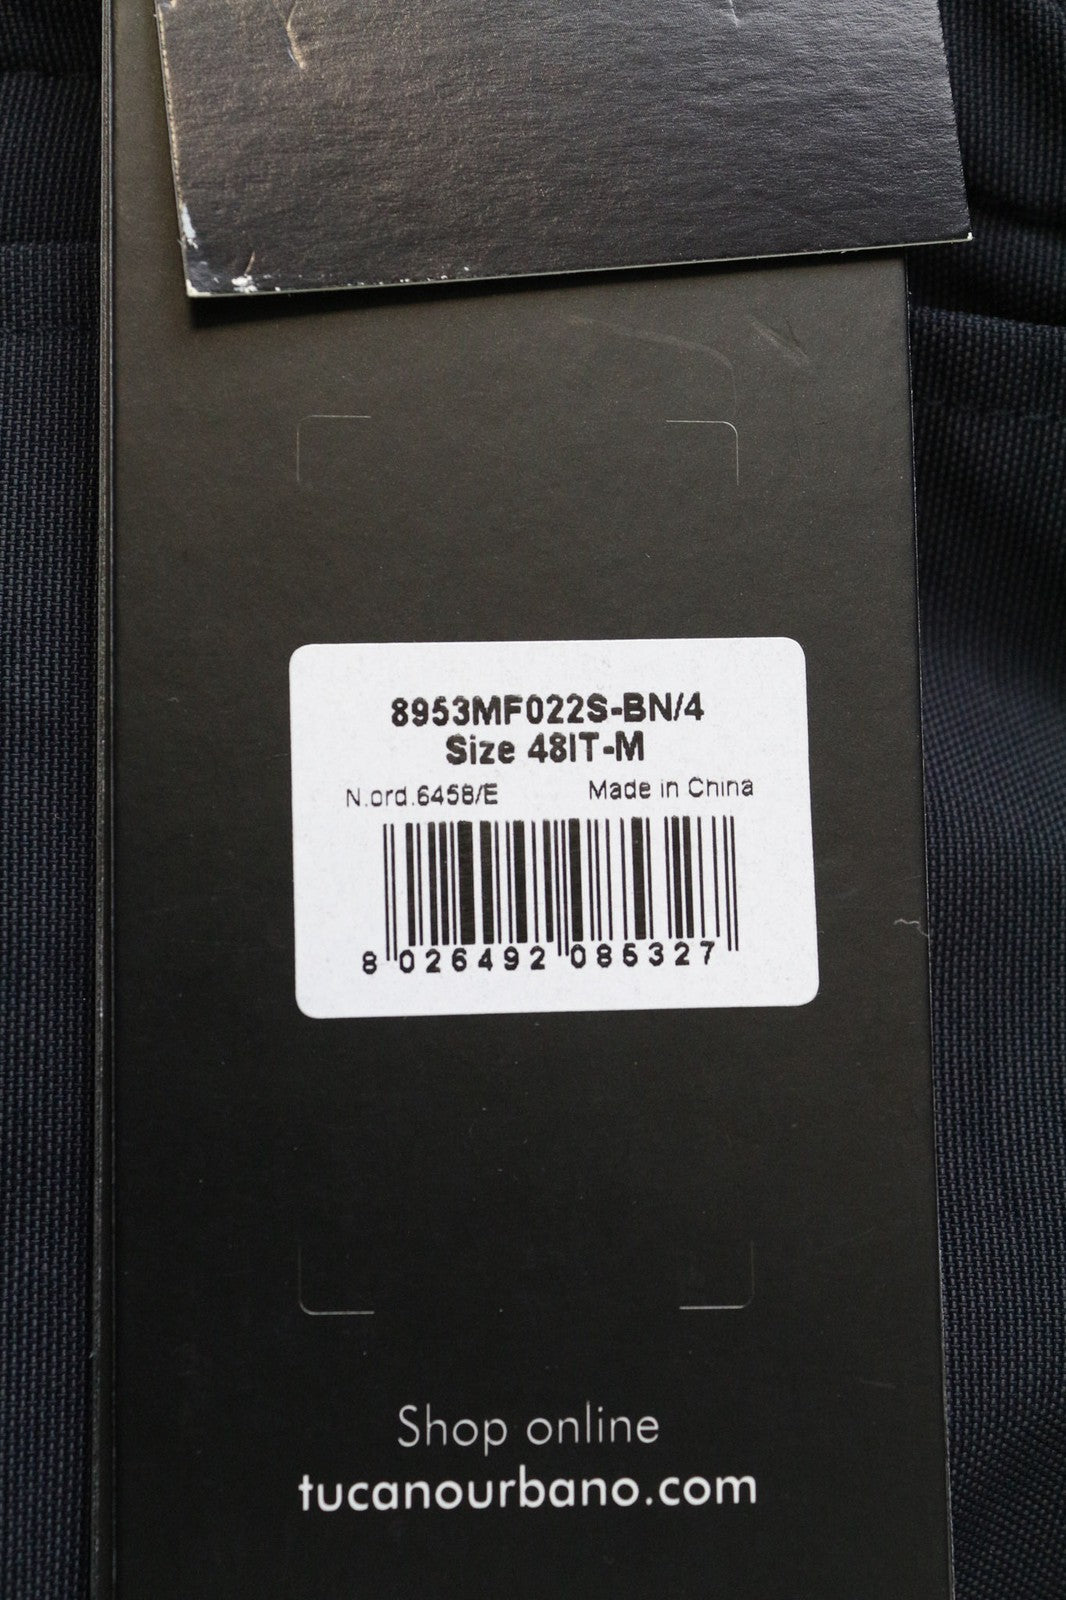 8953MF022S-BN/4
Size 48IT-M
N.ord.6458/E Made in China
8 026492 085327
Shop online
tucanourbano.com